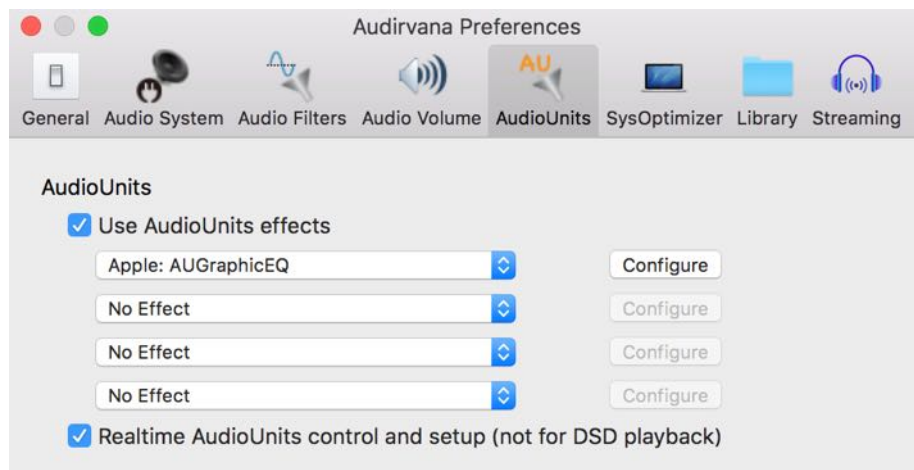 Audirvana Preferences
AU
General Audio System Audio Filters Audio Volume AudioUnits SysOptimizer Library Streaming
AudioUnits
Use AudioUnits effects
Apple: AUGraphicEQ Configure
No Effect Configure
No Effect Configure
No Effect Configure
Realtime AudioUnits control and setup (not for DSD playback)